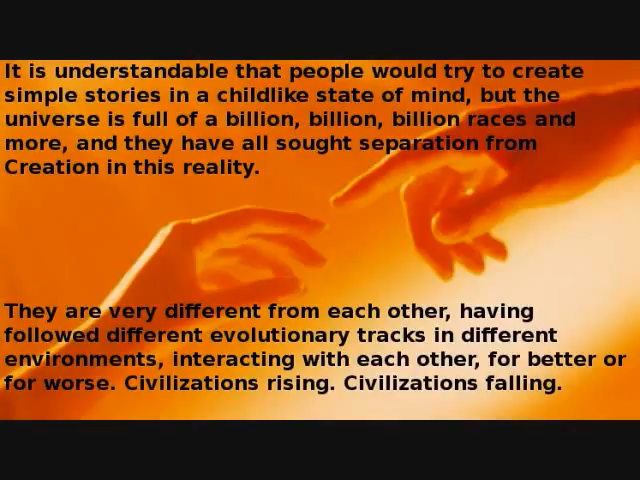 It is understandable that people would try to create
simple stories in a childlike state of mind, but the
universe is full of a billion, billion, billion races and
more, and they have all sought separation from
Creation in this reality.
They are very different from each other, having
followed different evolutionary tracks in different
environments, interacting with each other, for better or
for worse. Civilizations rising. Civilizations falling.